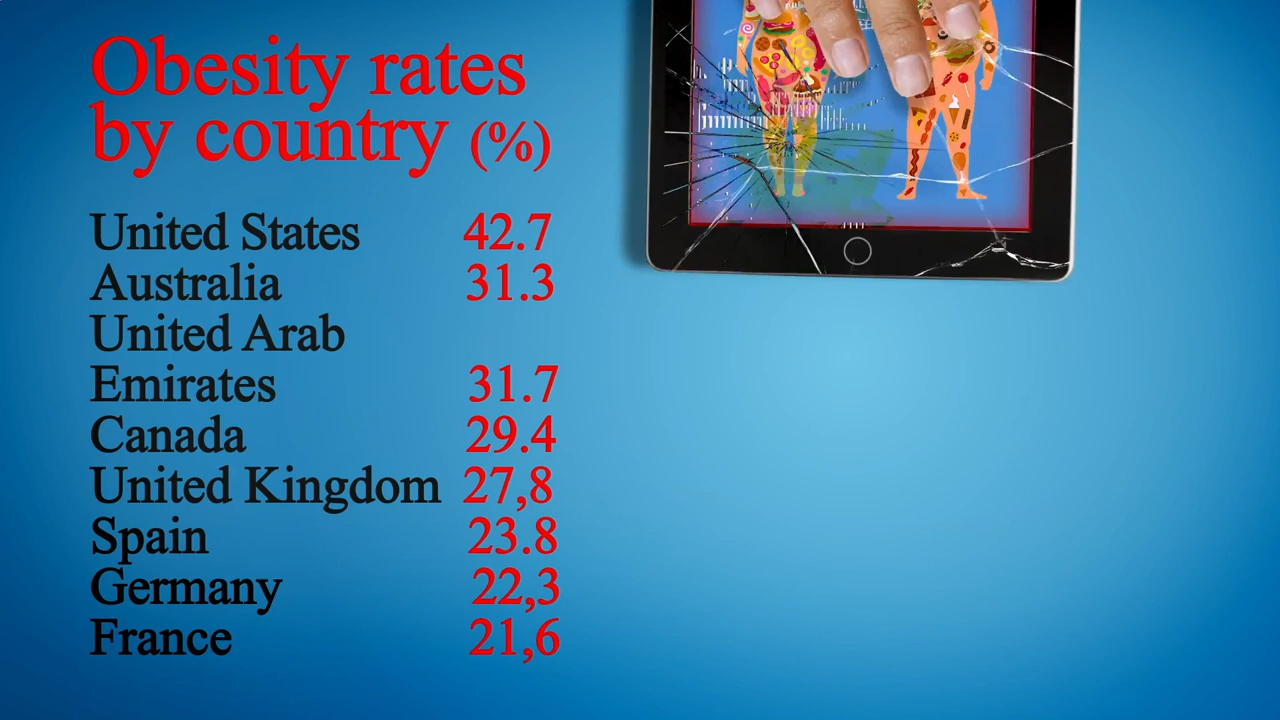 Obesity rates
by country (%)
United States 42.7
Australia 31.3
United Arab
Emirates 31.7
Canada 29.4
United Kingdom 27,8
Spain 23.8
Germany 22,3
France 21,6